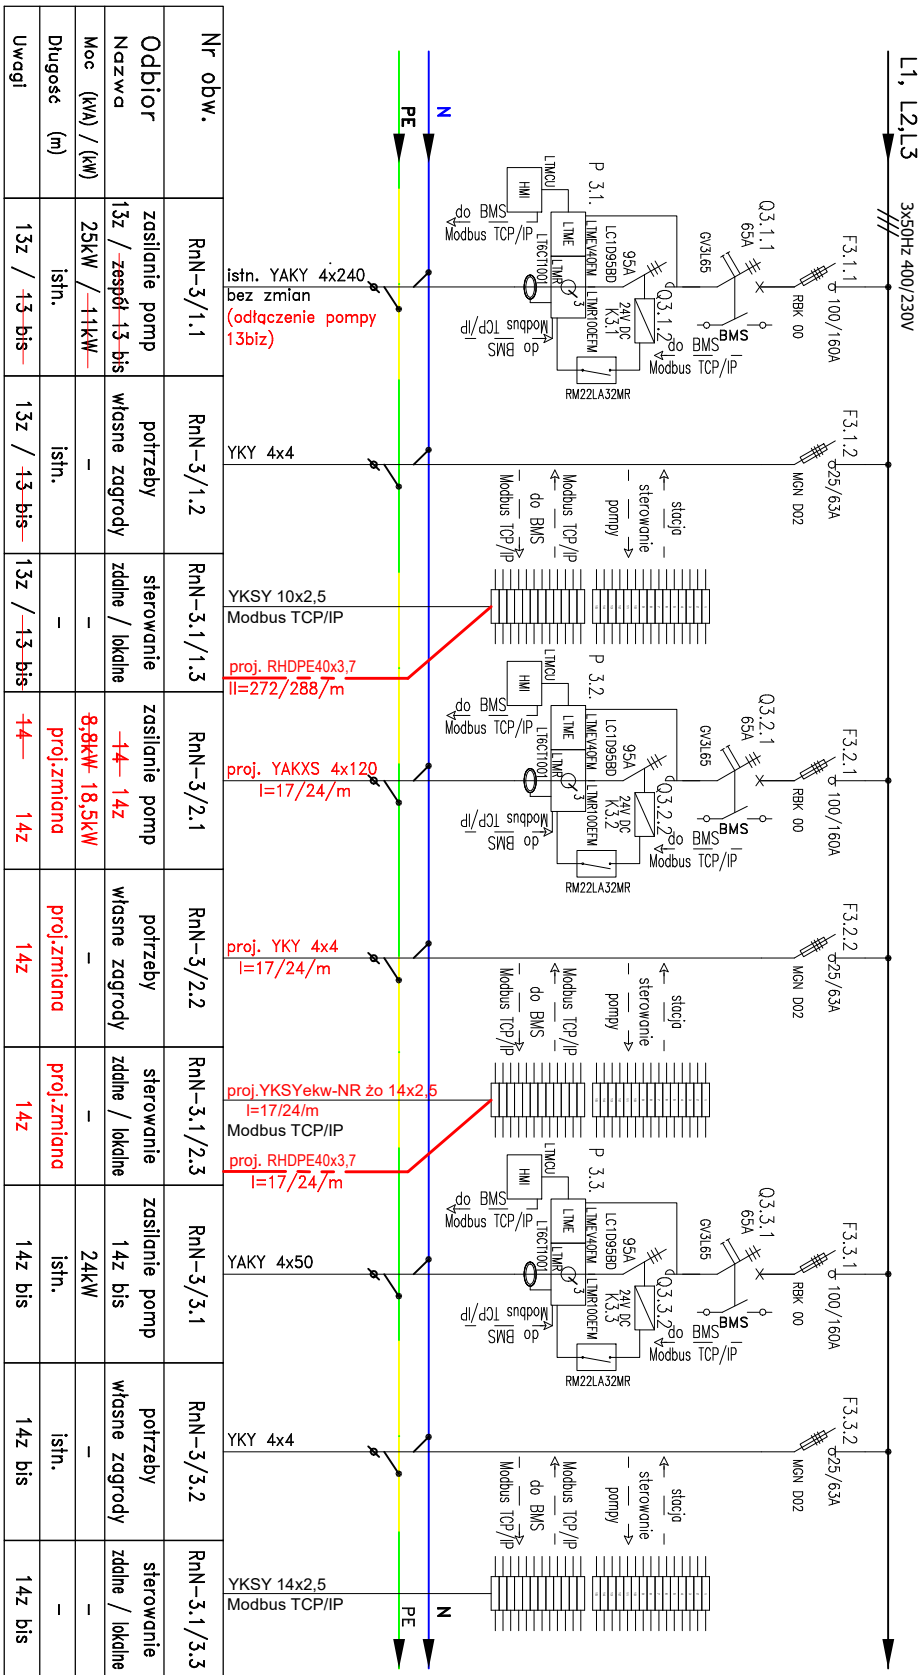 L1, L2,L3
3x50Hz 400/230V
N
PE
F3.1.1
100/160A
RBK 00
Q3.1.1
65A
GV3L65
BMS
do BMS
Modbus TCP/IP
Q3.1.2
95A
LC1D95BD
24V DC
K3.1
P 3.1.
LTMEV40FM
LTMR100EFM
LTME
LTMR
3
LTMCU
HMI
LT6CT1001
do BMS
Modbus TCP/IP
do BMS
Modbus TCP/IP
RM22LA32MR
F3.1.2
25/63A
MGN D02
stacja
sterowanie
pompy
Modbus TCP/IP
do BMS
Modbus TCP/IP
F3.2.1
100/160A
RBK 00
Q3.2.1
65A
GV3L65
BMS
do BMS
Modbus TCP/IP
Q3.2.2
95A
LC1D95BD
24V DC
K3.2
P 3.2.
LTMEV40FM
LTMR100EFM
LTME
LTMR
3
LTMCU
HMI
LT6CT1001
do BMS
Modbus TCP/IP
do BMS
Modbus TCP/IP
RM22LA32MR
F3.2.2
25/63A
MGN D02
stacja
sterowanie
pompy
Modbus TCP/IP
do BMS
Modbus TCP/IP
F3.3.1
100/160A
RBK 00
Q3.3.1
65A
GV3L65
BMS
do BMS
Modbus TCP/IP
Q3.3.2
95A
LC1D95BD
24V DC
K3.3
P 3.3.
LTMEV40FM
LTMR100EFM
LTME
LTMR
3
LTMCU
HMI
LT6CT1001
do BMS
Modbus TCP/IP
do BMS
Modbus TCP/IP
RM22LA32MR
F3.3.2
25/63A
MGN D02
stacja
sterowanie
pompy
Modbus TCP/IP
do BMS
Modbus TCP/IP
N
PE
istn. YAKY 4x240
bez zmian
(odłączenie pompy
13biz)
YKY 4x4
YKSY 10x2,5
Modbus TCP/IP
proj. RHDPE40x3,7
II=272/288/m
proj. YAKXS 4x120
l=17/24/m
proj. YKY 4x4
l=17/24/m
proj.YKSYekw-NR żo 14x2,5
l=17/24/m
Modbus TCP/IP
proj. RHDPE40x3,7
l=17/24/m
YAKY 4x50
YKY 4x4
YKSY 14x2,5
Modbus TCP/IP
Nr obw. RnN-3/1.1 RnN-3/1.2 RnN-3.1/1.3 RnN-3/2.1 RnN-3/2.2 RnN-3.1/2.3 RnN-3/3.1 RnN-3/3.2 RnN-3.1/3.3
Odbior zasilanie pomp potrzeby sterowanie zasilanie pomp potrzeby sterowanie zasilanie pomp potrzeby sterowanie
Nazwa 13z / zespół 13 bis własne zagrody zdalne / lokalne 14 14z własne zagrody zdalne / lokalne 14z bis własne zagrody zdalne / lokalne
Moc (kVA) / (kW) 25kW / 11kW - - 8,8kW 18,5kW - - 24kW - -
Długość (m) istn. istn. - proj.zmiana proj.zmiana proj.zmiana istn. istn. -
Uwagi 13z / 13 bis 13z / 13 bis 13z / 13 bis 14 14z 14z 14z 14z bis 14z bis 14z bis